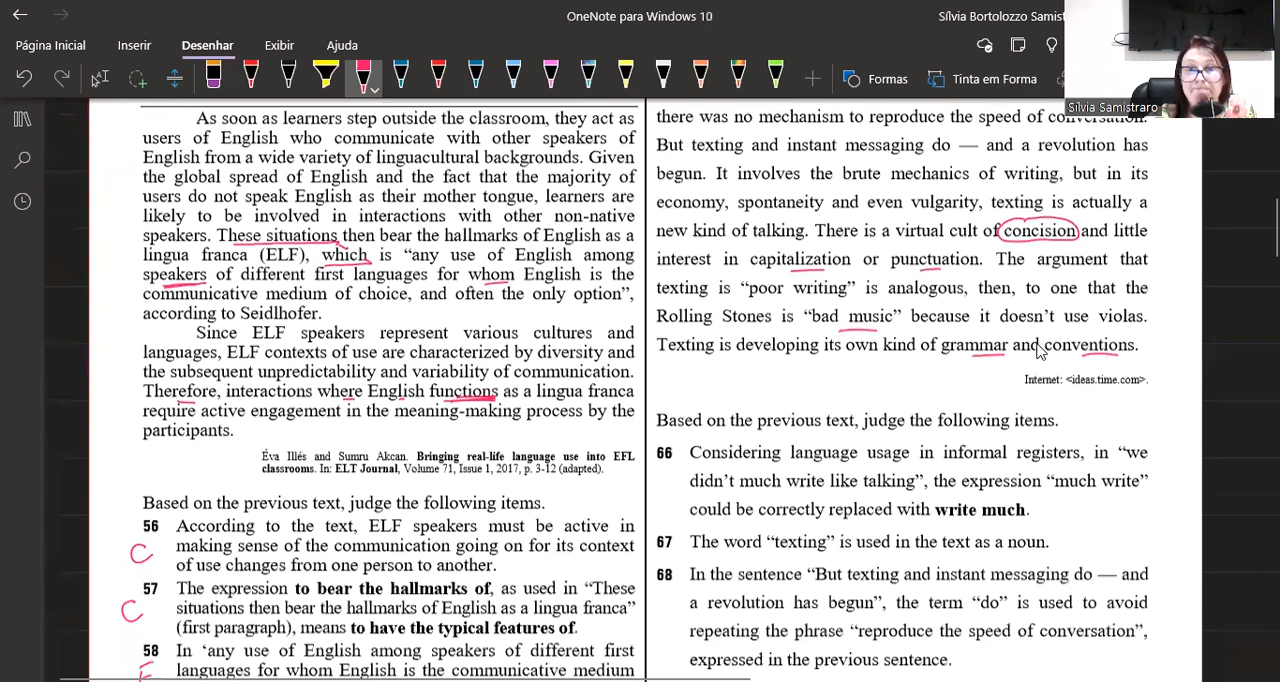 OneNote para Windows 10
Sílvia Bortolozzo Samist
Página Inicial
Inserir
Desenhar
Exibir
Ajuda
Formas
Tinta em Forma
Sílvia Samistraro
As soon as learners step outside the classroom, they act as
users of English who communicate with other speakers of
English from a wide variety of linguacultural backgrounds. Given
the global spread of English and the fact that the majority of
users do not speak English as their mother tongue, learners are
likely to be involved in interactions with other non-native
speakers. These situations then bear the hallmarks of English as a
lingua franca (ELF), which is “any use of English among
speakers of different first languages for whom English is the
communicative medium of choice, and often the only option”,
according to Seidlhofer.
Since ELF speakers represent various cultures and
languages, ELF contexts of use are characterized by diversity and
the subsequent unpredictability and variability of communication.
Therefore, interactions where English functions as a lingua franca
require active engagement in the meaning-making process by the
participants.
Éva Illés and Sumru Akcan. Bringing real-life language use into EFL
classrooms. In: ELT Journal, Volume 71, Issue 1, 2017, p. 3-12 (adapted).
Based on the previous text, judge the following items.
56 According to the text, ELF speakers must be active in
making sense of the communication going on for its context
of use changes from one person to another.
C
57 The expression to bear the hallmarks of, as used in “These
situations then bear the hallmarks of English as a lingua franca”
(first paragraph), means to have the typical features of.
C
58 In ‘any use of English among speakers of different first
languages for whom English is the communicative medium
E
there was no mechanism to reproduce the speed of conversation.
But texting and instant messaging do — and a revolution has
begun. It involves the brute mechanics of writing, but in its
economy, spontaneity and even vulgarity, texting is actually a
new kind of talking. There is a virtual cult of concision and little
interest in capitalization or punctuation. The argument that
texting is “poor writing” is analogous, then, to one that the
Rolling Stones is “bad music” because it doesn’t use violas.
Texting is developing its own kind of grammar and conventions.
Internet: <ideas.time.com>.
Based on the previous text, judge the following items.
66 Considering language usage in informal registers, in “we
didn’t much write like talking”, the expression “much write”
could be correctly replaced with write much.
67 The word “texting” is used in the text as a noun.
68 In the sentence “But texting and instant messaging do — and
a revolution has begun”, the term “do” is used to avoid
repeating the phrase “reproduce the speed of conversation”,
expressed in the previous sentence.